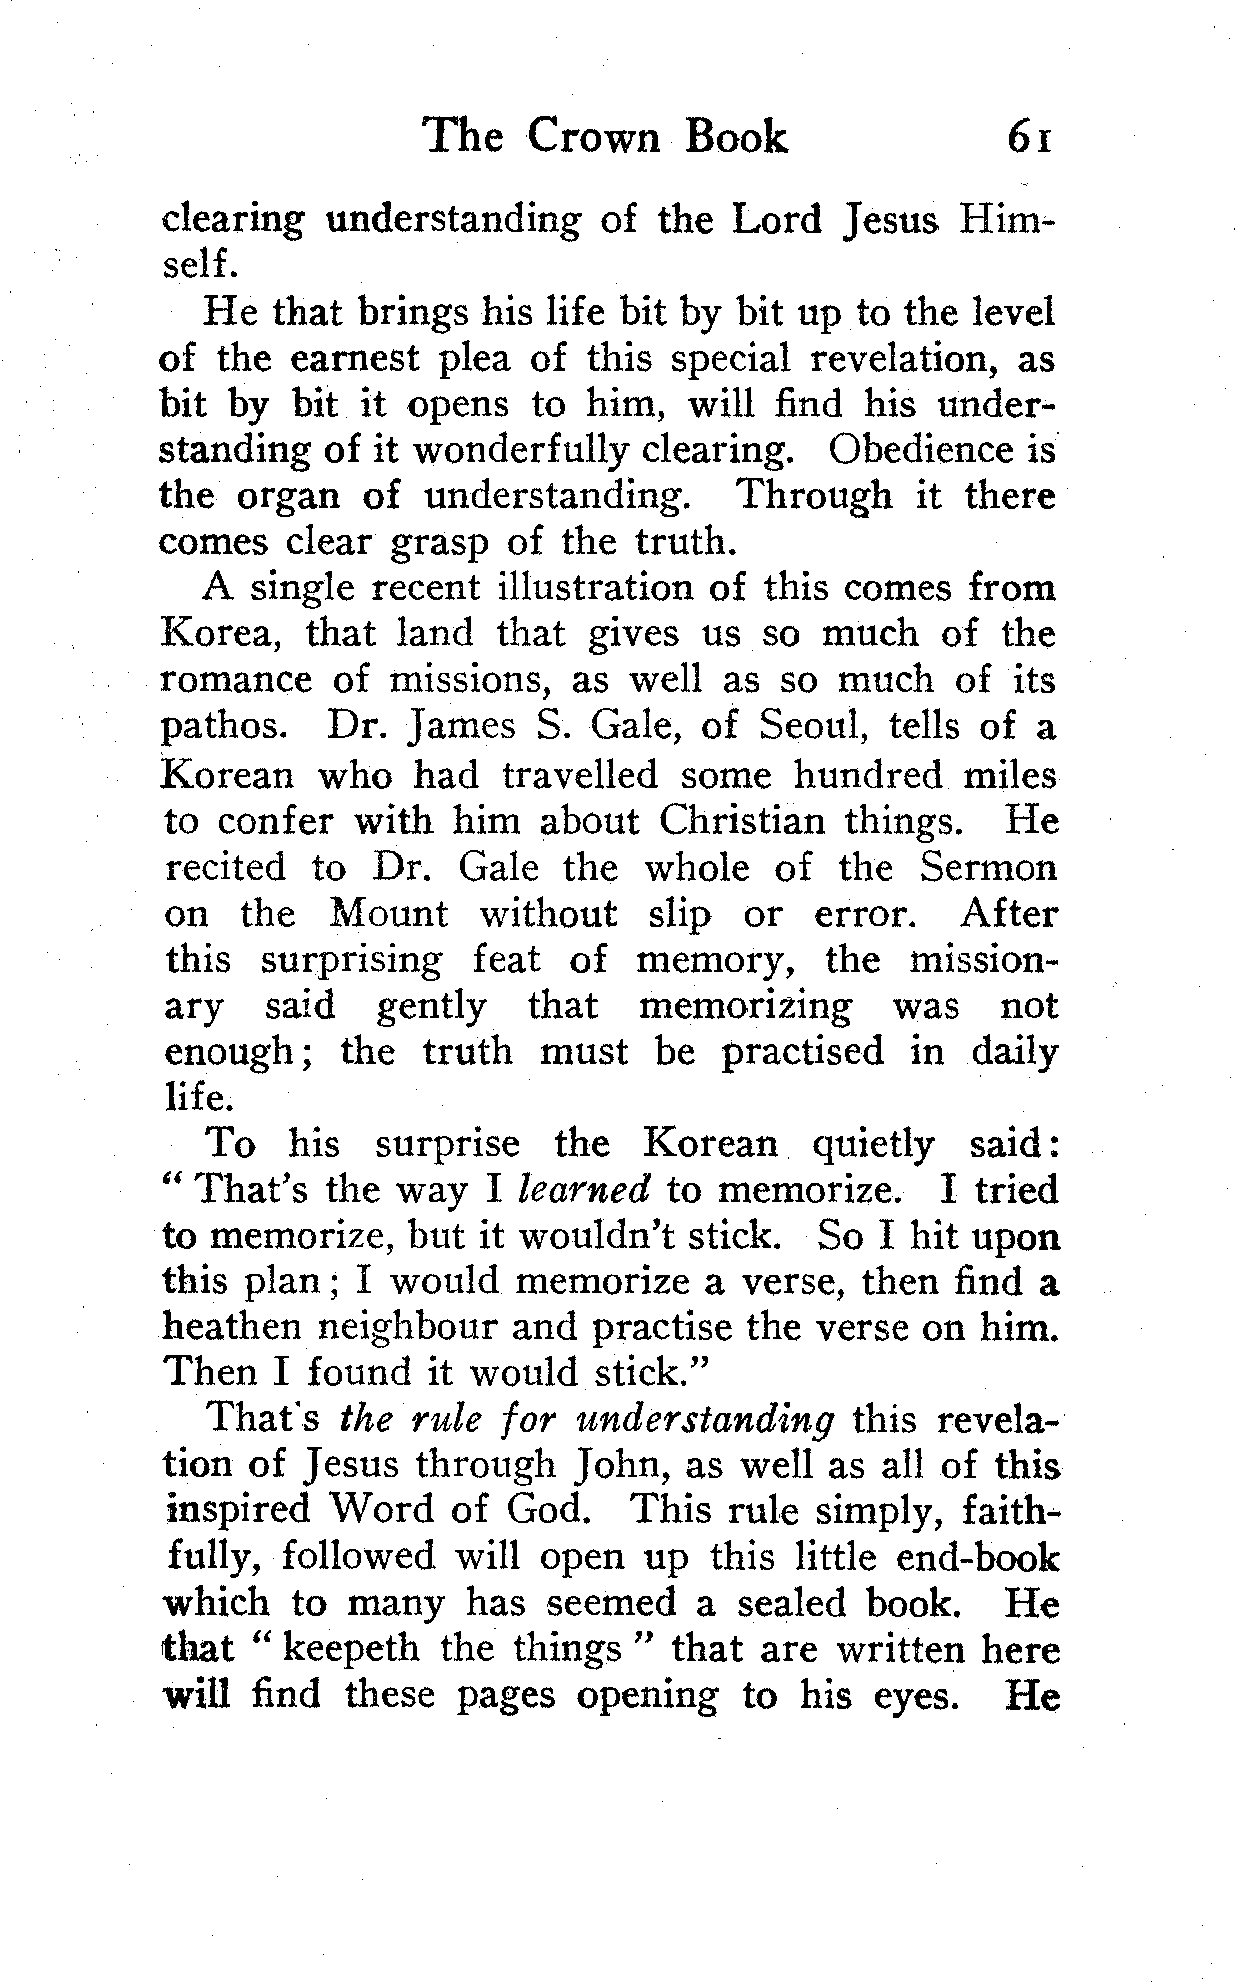 The Crown Book 61
clearing understanding of the Lord Jesus Him-
self.
He that brings his life bit by bit up to the level
of the earnest plea of this special revelation, as
bit by bit it opens to him, will find his under-
standing of it wonderfully clearing. Obedience is
the organ of understanding. Through it there
comes clear grasp of the truth.
A single recent illustration of this comes from
Korea, that land that gives us so much of the
romance of missions, as well as so much of its
pathos. Dr. James S. Gale, of Seoul, tells of a
Korean who had travelled some hundred miles
to confer with him about Christian things. He
recited to Dr. Gale the whole of the Sermon
on the Mount without slip or error. After
this surprising feat of memory, the mission-
ary said gently that memorizing was not
enough; the truth must be practised in daily
life.
To his surprise the Korean quietly said:
“ That's the way I learned to memorize. I tried
to memorize, but it wouldn't stick. So I hit upon
this plan; I would memorize a verse, then find a
heathen neighbour and practise the verse on him.
Then I found it would stick.”
That's the rule for understanding this revela-
tion of Jesus through John, as well as all of this
inspired Word of God. This rule simply, faith-
fully, followed will open up this little end-book
which to many has seemed a sealed book. He
that “ keepeth the things ” that are written here
will find these pages opening to his eyes. He